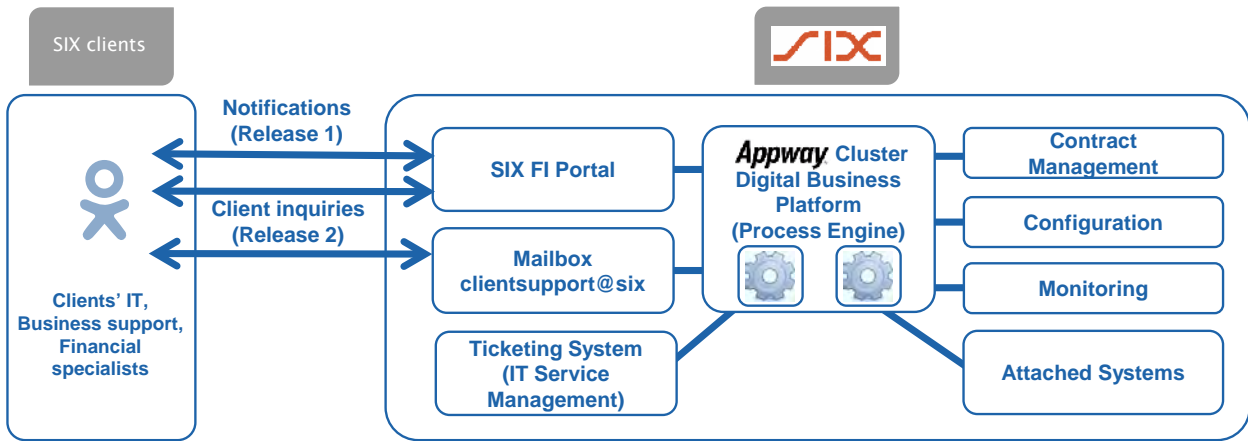 SIX clients
SIX
Notifications
(Release 1)
Client inquiries
(Release 2)
Clients’ IT,
Business support,
Financial
specialists
SIX FI Portal
Mailbox
clientsupport@six
Ticketing System
(IT Service
Management)
Appway Cluster
Digital Business
Platform
(Process Engine)
Contract
Management
Configuration
Monitoring
Attached Systems